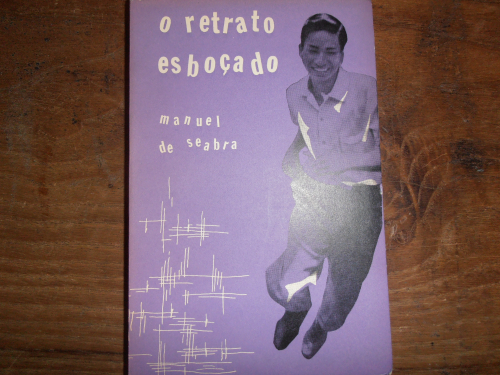 o retrato
esboçado
manuel
de seabra